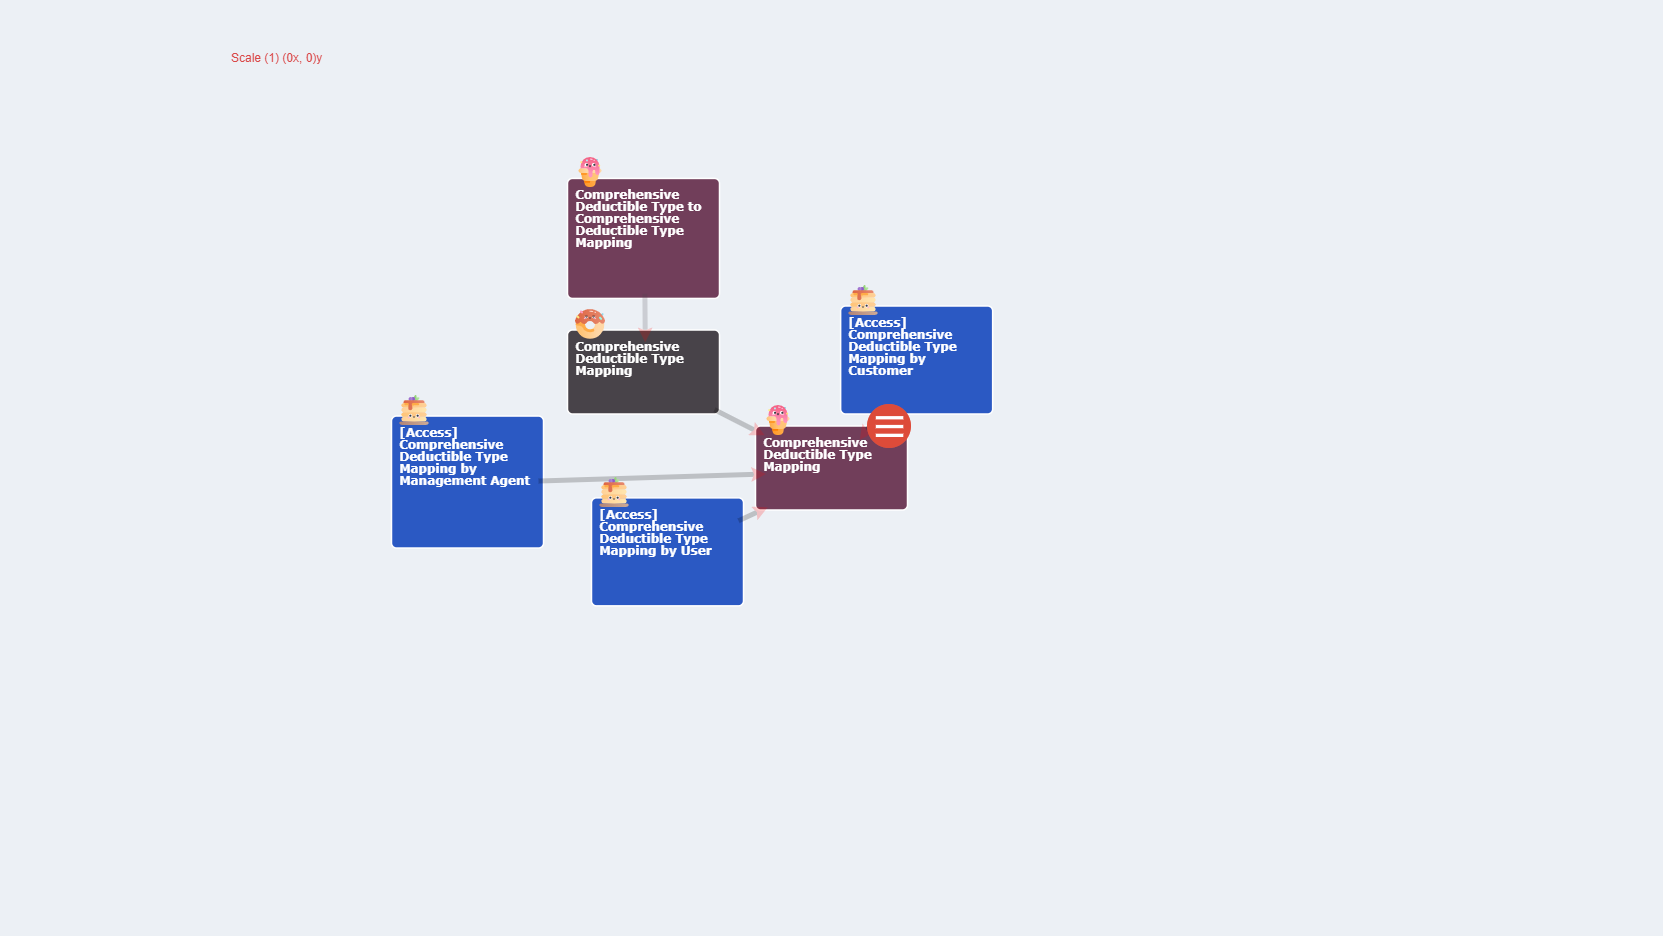 Scale (1) (0x, 0)y
Comprehensive
Deductible Type to
Comprehensive
Deductible Type
Mapping
Comprehensive
Deductible Type
Mapping
[Access]
Comprehensive
Deductible Type
Mapping by
Customer
[Access]
Comprehensive
Deductible Type
Mapping by
Management Agent
Comprehensive
Deductible Type
Mapping
[Access]
Comprehensive
Deductible Type
Mapping by User